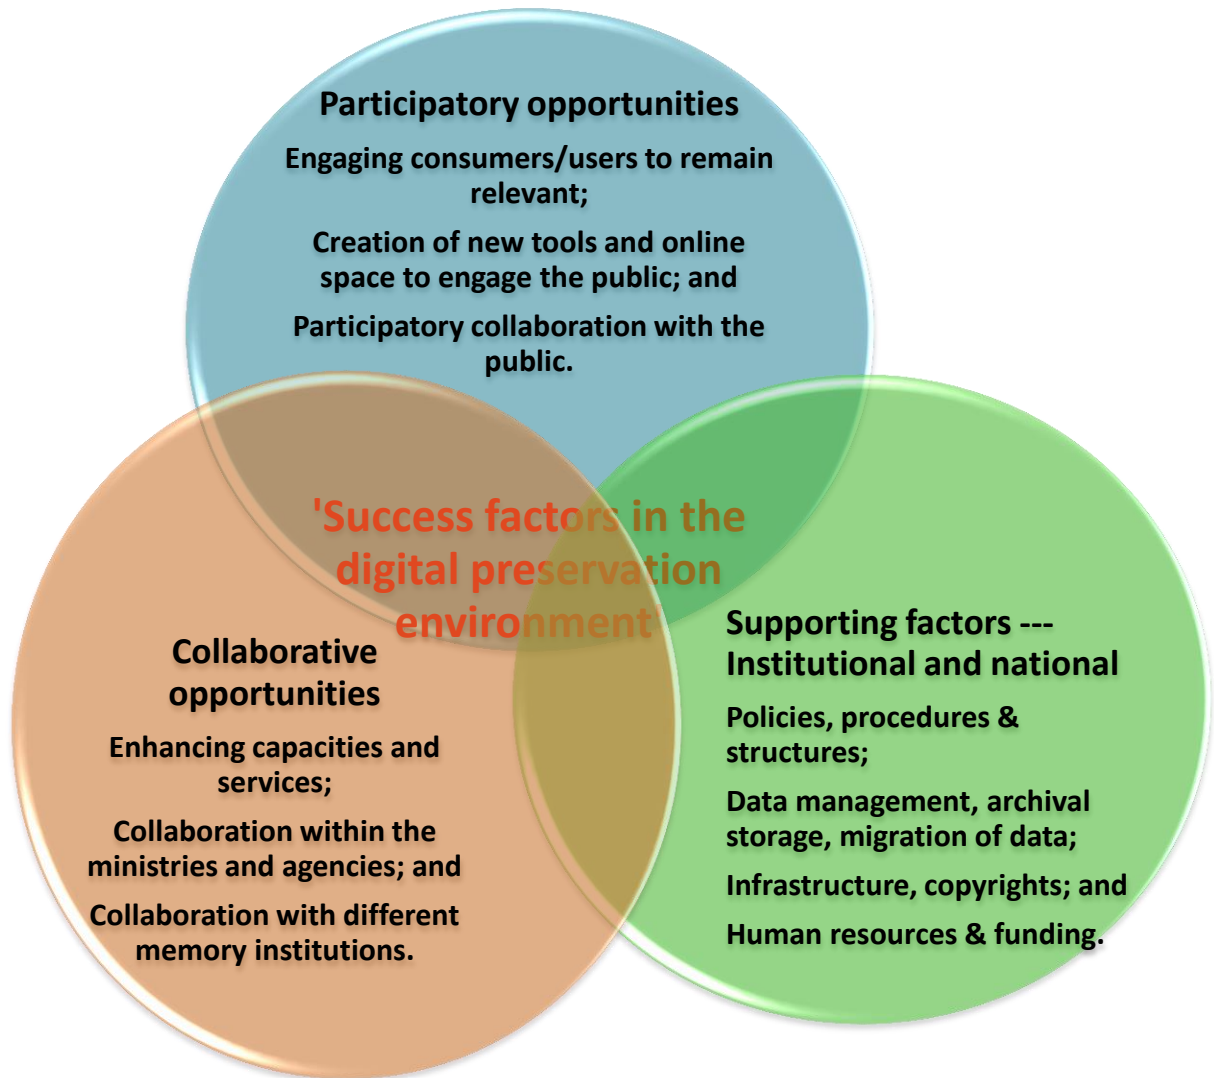 Participatory opportunities
Engaging consumers/users to remain
relevant;
Creation of new tools and online
space to engage the public; and
Participatory collaboration with the
public.
'Success factors in the
digital preservation
environment'
Collaborative
opportunities
Enhancing capacities and
services;
Collaboration within the
ministries and agencies; and
Collaboration with different
memory institutions.
Supporting factors ---
Institutional and national
Policies, procedures &
structures;
Data management, archival
storage, migration of data;
Infrastructure, copyrights; and
Human resources & funding.